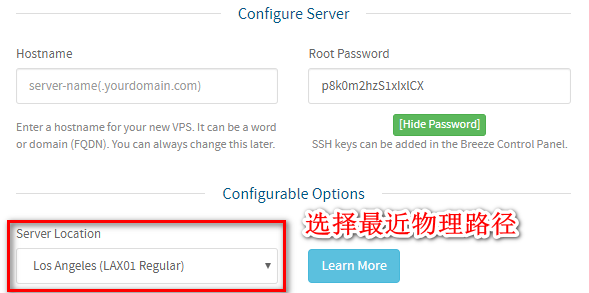 Configure Server
Hostname
Root Password
server-name(.yourdomain.com)
p8k0m2hzS1xIxICX
[Hide Password]
Enter a hostname for your new VPS. It can be a word
or domain (FQDN). You can always change this later.
SSH keys can be added in the Breeze Control Panel.
Configurable Options
选择最近物理路径
Server Location
Los Angeles (LAX01 Regular)
Learn More